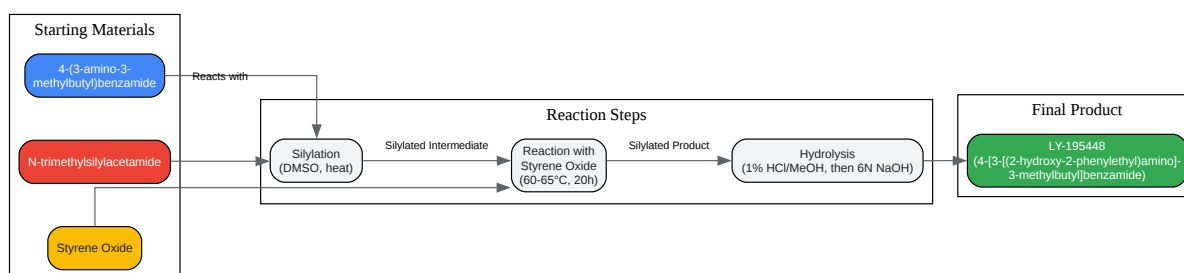 Starting Materials
4-(3-amino-3-
methylbutyl)benzamide
Reacts with
N-trimethylsilylacetamide
Styrene Oxide
Reaction Steps
Silylation
(DMSO, heat)
Silylated Intermediate
Reaction with
Styrene Oxide
(60-65°C, 20h)
Silylated Product
Hydrolysis
(1% HCl/MeOH, then 6N NaOH)
Final Product
LY-195448
(4-[3-[(2-hydroxy-2-phenylethyl)amino]-
3-methylbutyl]benzamide)